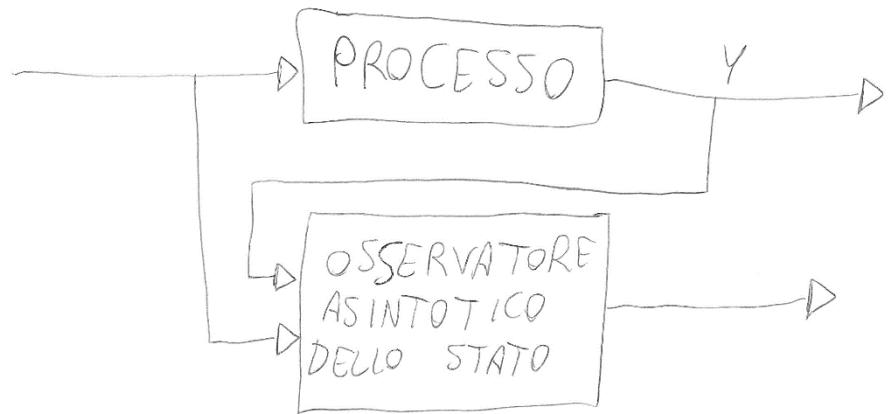 PROCESSO
Y
OSSERVATORE
ASINTOTICO
DELLO STATO